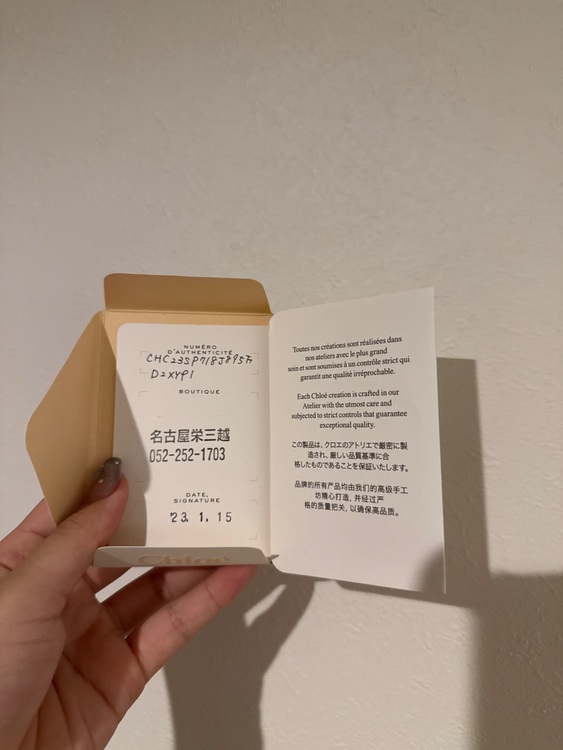 NUMÉRO
D'AUTHENTICITÉ
CHC23SP718J8957
D2XYP1
BOUTIQUE
名古屋栄三越
052-252-1703
DATE,
SIGNATURE
'23. 1. 15
Chloé
Toutes nos créations sont réalisées dans
nos ateliers avec le plus grand
soin et sont soumises à un contrôle strict qui
garantit une qualité irréprochable.
Each Chloé creation is crafted in our
Atelier with the utmost care and
subjected to strict controls that guarantee
exceptional quality.
この製品は、クロエのアトリエで厳密に製
造され、厳しい品質基準に合
格したものであることを保証いたします。
品牌的所有产品均由我们的高级手工
坊精心打造，并经过严
格的质量把关，以确保高品质。